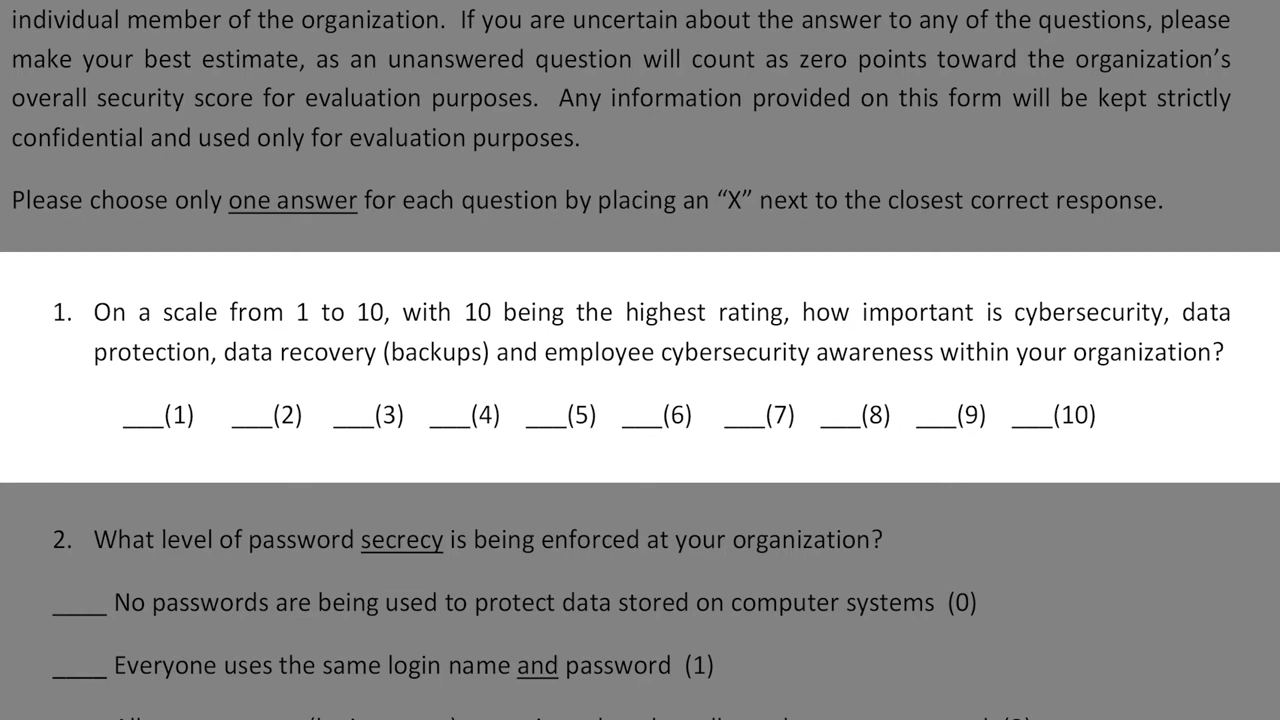 individual member of the organization. If you are uncertain about the answer to any of the questions, please
make your best estimate, as an unanswered question will count as zero points toward the organization’s
overall security score for evaluation purposes. Any information provided on this form will be kept strictly
confidential and used only for evaluation purposes.
Please choose only one answer for each question by placing an “X” next to the closest correct response.
1. On a scale from 1 to 10, with 10 being the highest rating, how important is cybersecurity, data
protection, data recovery (backups) and employee cybersecurity awareness within your organization?
___(1) ___(2) ___(3) ___(4) ___(5) ___(6) ___(7) ___(8) ___(9) ___(10)
2. What level of password secrecy is being enforced at your organization?
____ No passwords are being used to protect data stored on computer systems (0)
____ Everyone uses the same login name and password (1)